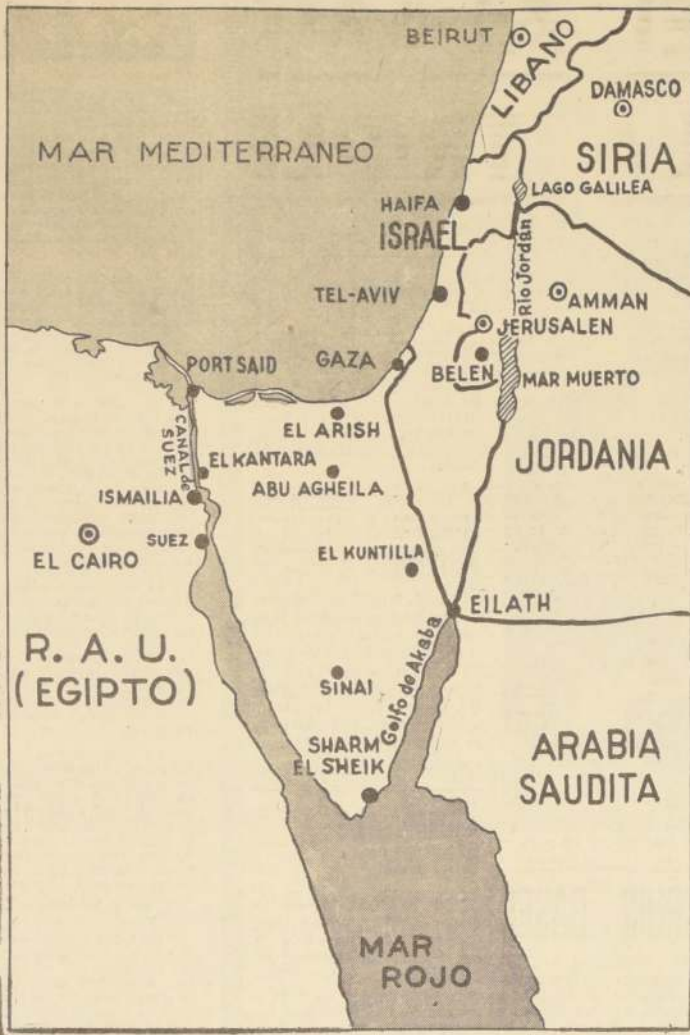 BEIRUT
LIBANO
DAMASCO
MAR MEDITERRANEO
SIRIA
LAGO GALILEA
HAIFA
ISRAEL
Rio Jordán
TEL-AVIV
AMMAN
JERUSALEN
PORT SAID
GAZA
BELEN
MAR MUERTO
CANAL de
SUEZ
EL ARISH
EL KANTARA
ABU AGHEILA
JORDANIA
ISMAILIA
EL CAIRO
SUEZ
EL KUNTILLA
EILATH
R. A. U.
(EGIPTO)
SINAI
Golfo de Akaba
SHARM
EL SHEIK
ARABIA
SAUDITA
MAR
ROJO